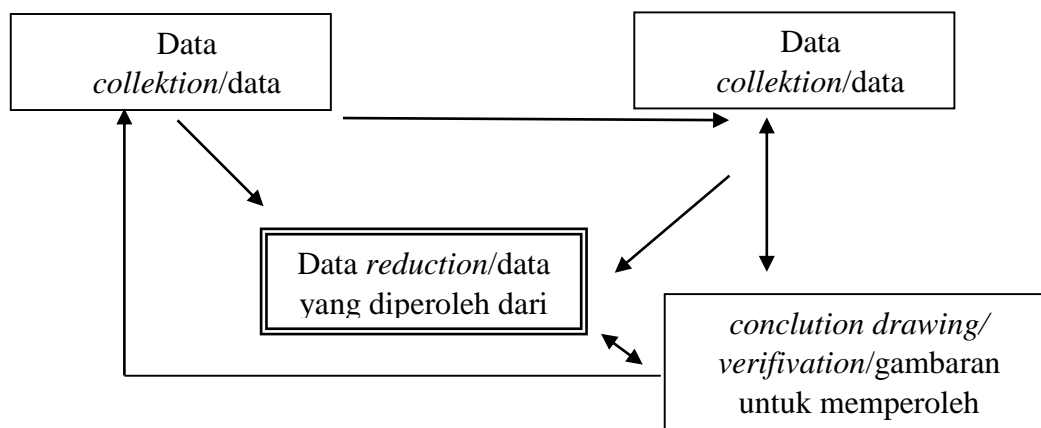 Data
collektion/data
Data
collektion/data
Data reduction/data
yang diperoleh dari
conclution drawing/
verifivation/gambaran
untuk memperoleh